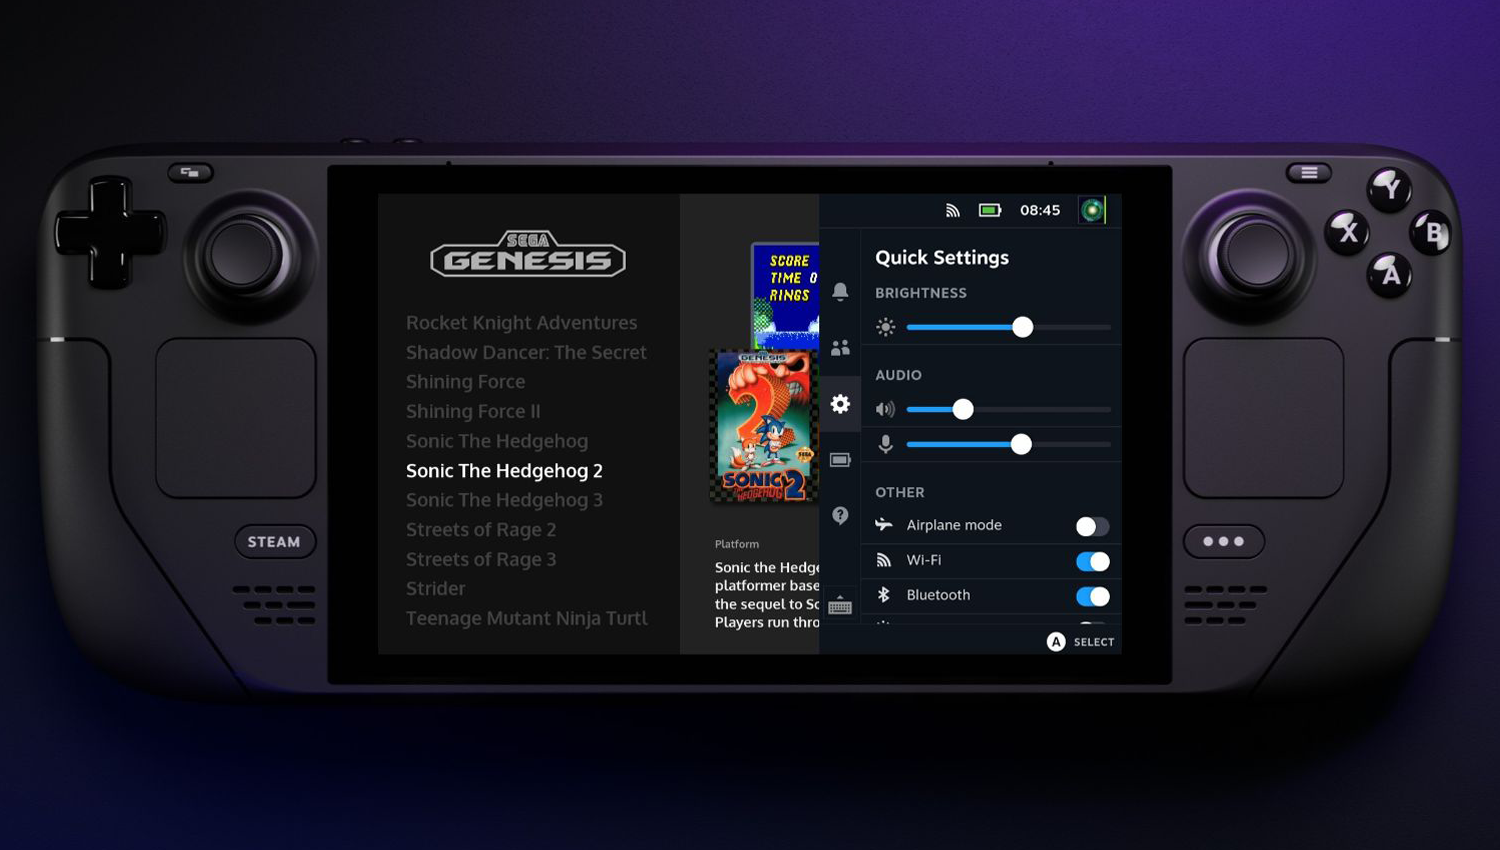 Y
X
B
A
STEAM
SEGA
GENESIS
Rocket Knight Adventures
Shadow Dancer: The Secret
Shining Force
Shining Force II
Sonic The Hedgehog
Sonic The Hedgehog 2
Sonic The Hedgehog 3
Streets of Rage 2
Streets of Rage 3
Strider
Teenage Mutant Ninja Turtl
SCORE
TIME 0
RINGS
GENESIS
2
SEGA
SONIC
THE
HEDGEHOG 2
Platform
Sonic the Hedge
platformer base
the sequel to So
Players run thro
08:45
Quick Settings
BRIGHTNESS
AUDIO
OTHER
Airplane mode
Wi-Fi
Bluetooth
A SELECT